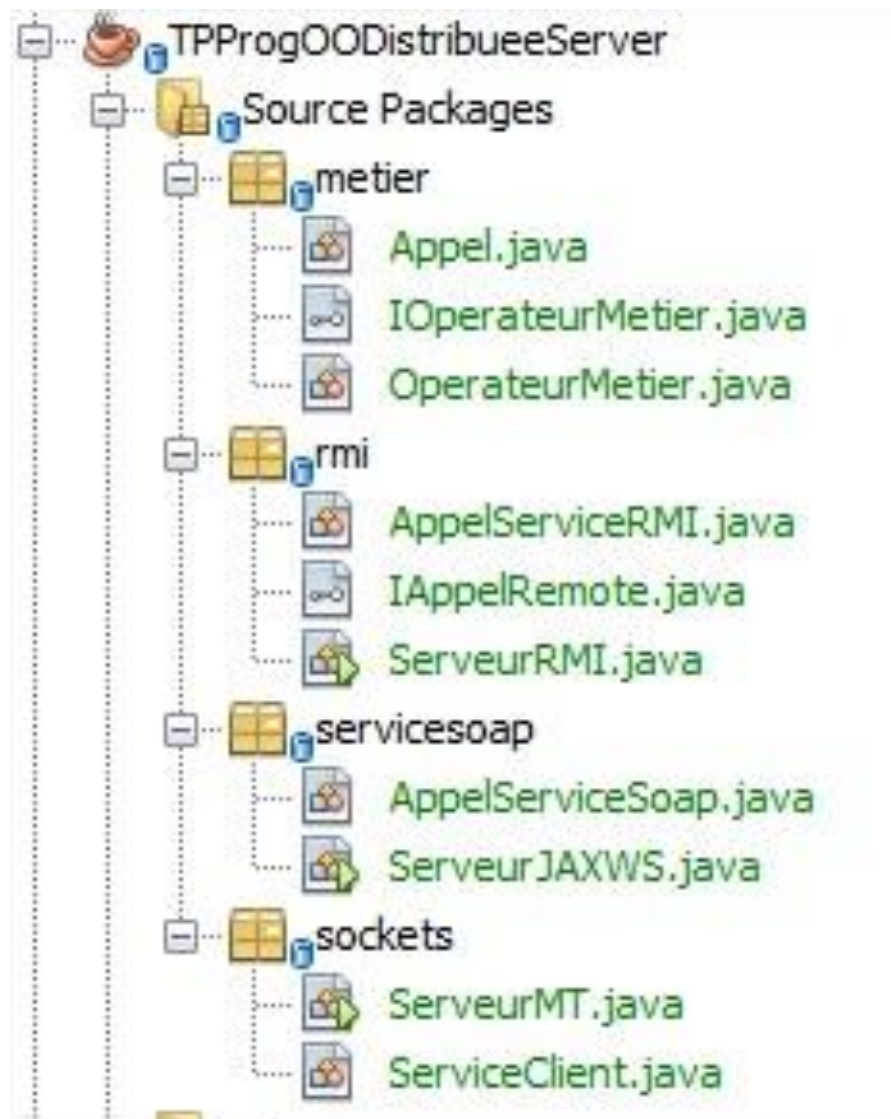 TPProgOODistribueeServer
Source Packages
metier
Appel.java
IOperateurMetier.java
OperateurMetier.java
rmi
AppelServiceRMI.java
IAppelRemote.java
ServeurRMI.java
servicesoap
AppelServiceSoap.java
ServeurJAXWS.java
sockets
ServeurMT.java
ServiceClient.java